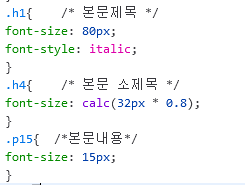 .h1{    /* 본문제목 */
font-size: 80px;
font-style: italic;
}
.h4{    /* 본문 소제목 */
font-size: calc(32px * 0.8);
}
.p15{  /*본문내용*/
font-size: 15px;
}